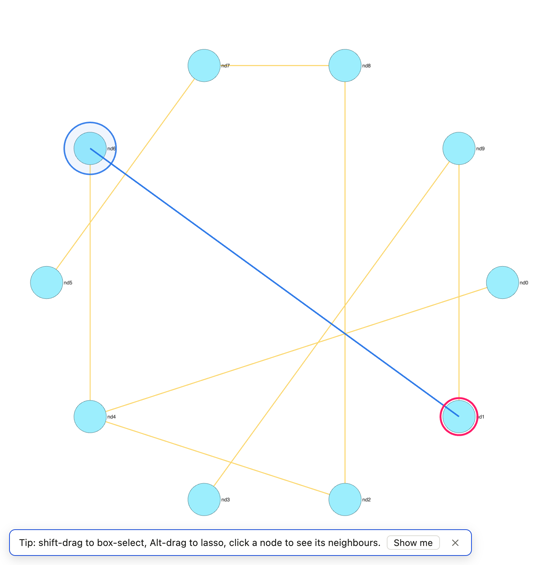 nd7
nd8
nd6
nd9
nd5
nd0
nd4
nd1
nd3
nd2
Tip: shift-drag to box-select, Alt-drag to lasso, click a node to see its neighbours. Show me